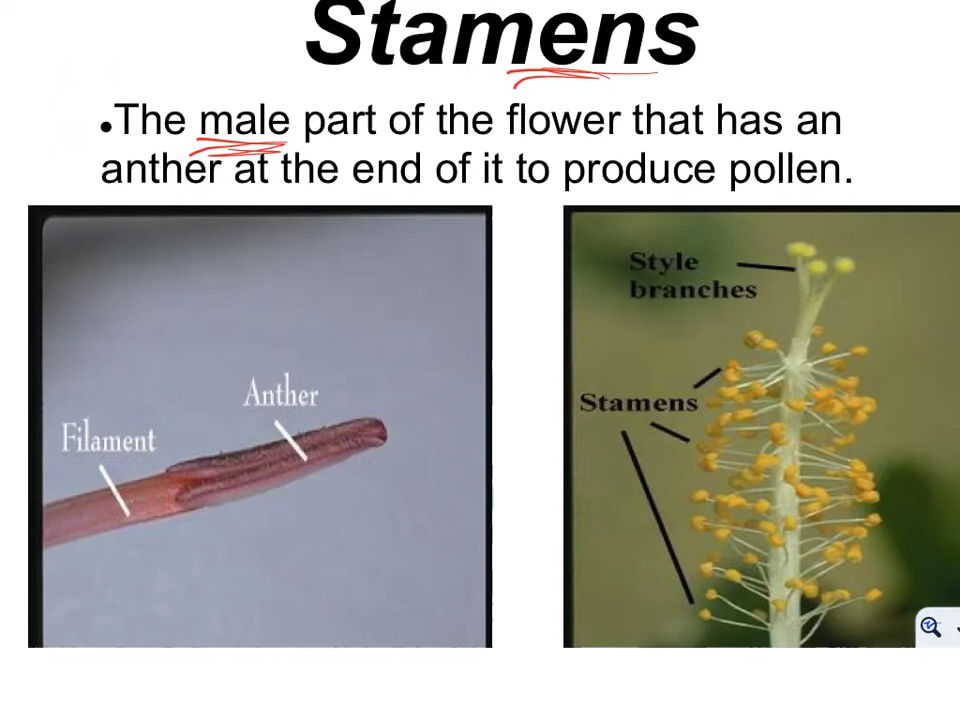 Stamens
•The male part of the flower that has an
anther at the end of it to produce pollen.
Anther
Filament
Style
branches
Stamens